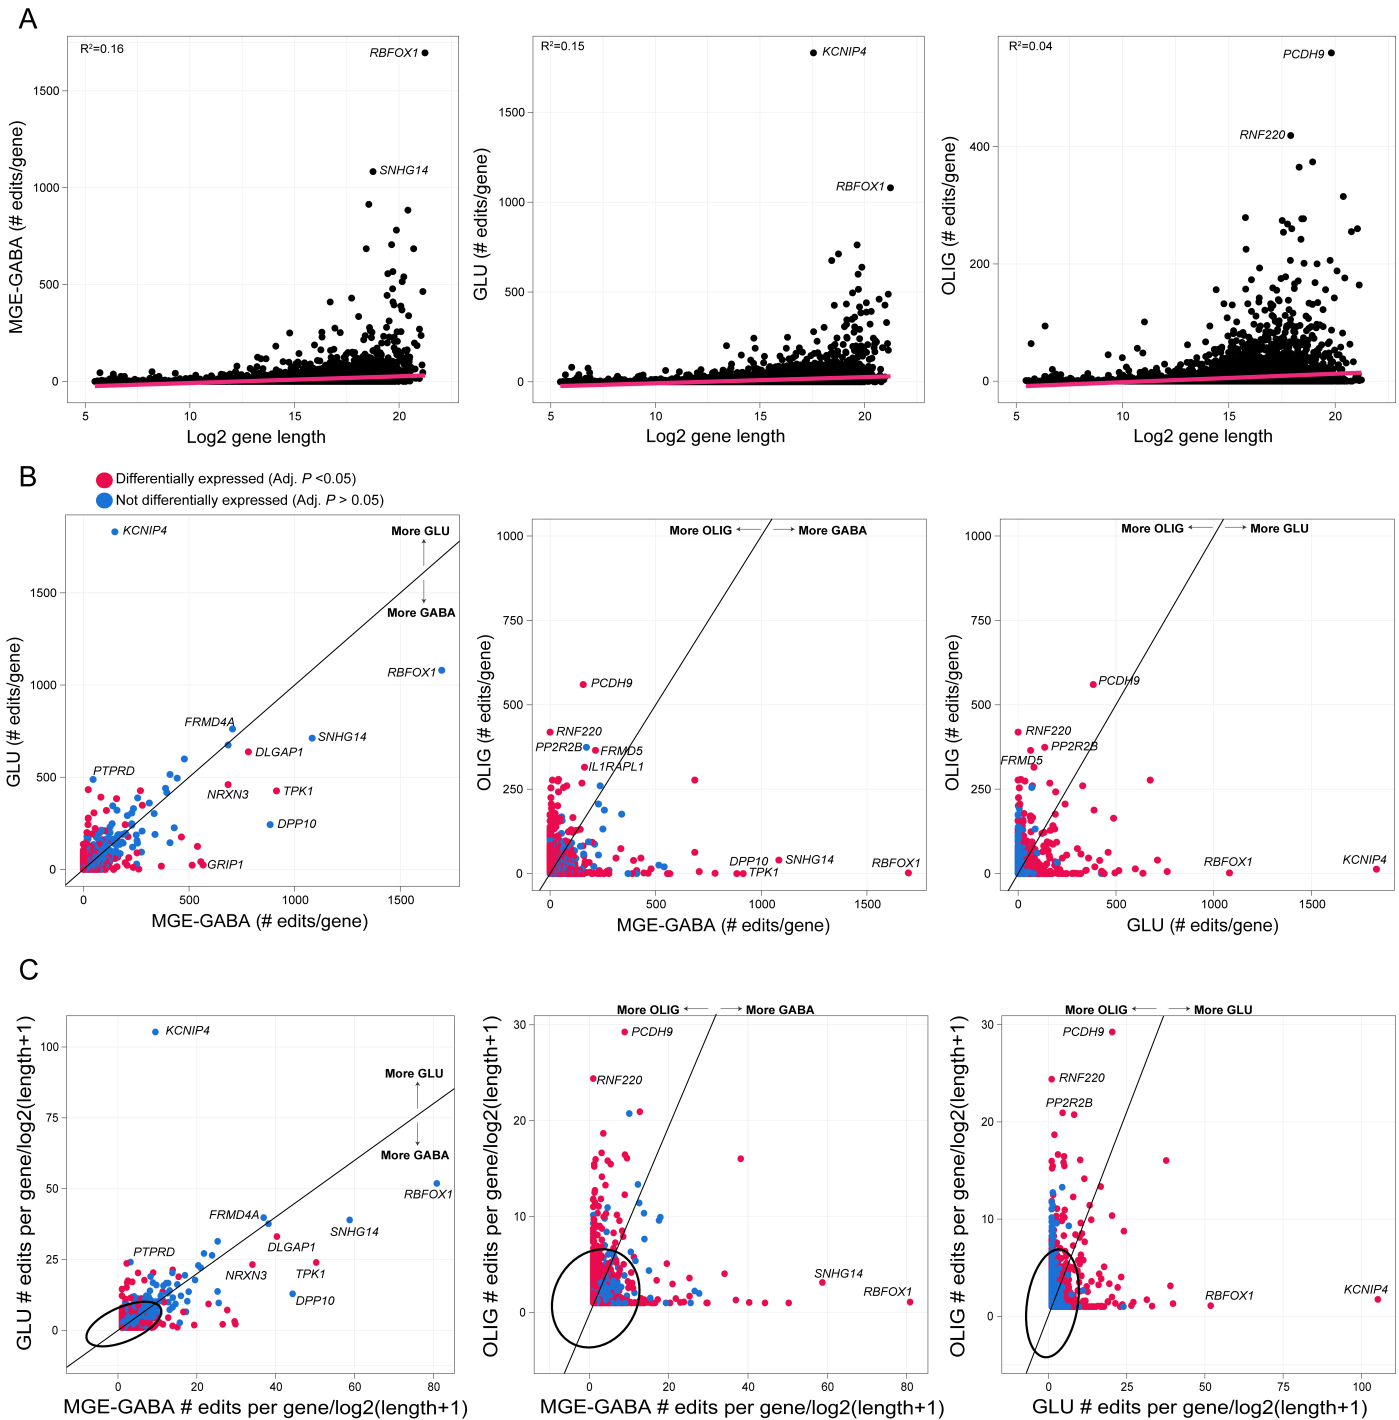 A
R²=0.16
RBFOX1
SNHG14
1500
1000
500
0
5
10
15
20
MGE-GABA (# edits/gene)
Log2 gene length
R²=0.15
KCNIP4
RBFOX1
1500
1000
500
0
5
10
15
20
GLU (# edits/gene)
Log2 gene length
R²=0.04
PCDH9
RNF220
400
200
0
5
10
15
20
OLIG (# edits/gene)
Log2 gene length
B
Differentially expressed (Adj. P <0.05)
Not differentially expressed (Adj. P > 0.05)
KCNIP4
More GLU
More GABA
RBFOX1
FRMD4A
SNHG14
DLGAP1
PTPRD
NRXN3
TPK1
DPP10
GRIP1
1500
1000
500
0
0
500
1000
1500
GLU (# edits/gene)
MGE-GABA (# edits/gene)
More OLIG
More GABA
PCDH9
RNF220
PP2R2B
FRMD5
IL1RAPL1
DPP10
SNHG14
TPK1
RBFOX1
1000
750
500
250
0
0
500
1000
1500
OLIG (# edits/gene)
MGE-GABA (# edits/gene)
More OLIG
More GLU
PCDH9
RNF220
PP2R2B
FRMD5
RBFOX1
KCNIP4
1000
750
500
250
0
0
500
1000
1500
OLIG (# edits/gene)
GLU (# edits/gene)
C
KCNIP4
More GLU
More GABA
RBFOX1
FRMD4A
SNHG14
DLGAP1
PTPRD
NRXN3
TPK1
DPP10
100
75
50
25
0
0
20
40
60
80
GLU # edits per gene/log2(length+1)
MGE-GABA # edits per gene/log2(length+1)
More OLIG
More GABA
PCDH9
RNF220
SNHG14
RBFOX1
30
20
10
0
0
20
40
60
80
OLIG # edits per gene/log2(length+1)
MGE-GABA # edits per gene/log2(length+1)
More OLIG
More GLU
PCDH9
RNF220
PP2R2B
RBFOX1
KCNIP4
30
20
10
0
0
25
50
75
100
OLIG # edits per gene/log2(length+1)
GLU # edits per gene/log2(length+1)